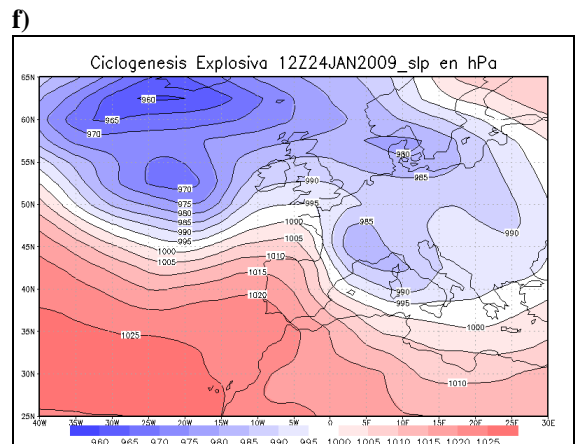 f)
Ciclogenesis Explosiva 12Z24JAN2009_slp en hPa
65N
960
60N
965
970
55N
980
970
985
990
50N
975
995
980
985
990
1000
985
990
995
45N
1000
1005
1005
1010
1015
40N
1020
990
995
35N
1025
1000
30N
1010
25N
40W 35W 30W 25W 20W 15W 10W 5W 0 5E 10E 15E 20E 25E 30E
960 965 970 975 980 985 990 995 1000 1005 1010 1015 1020 1025